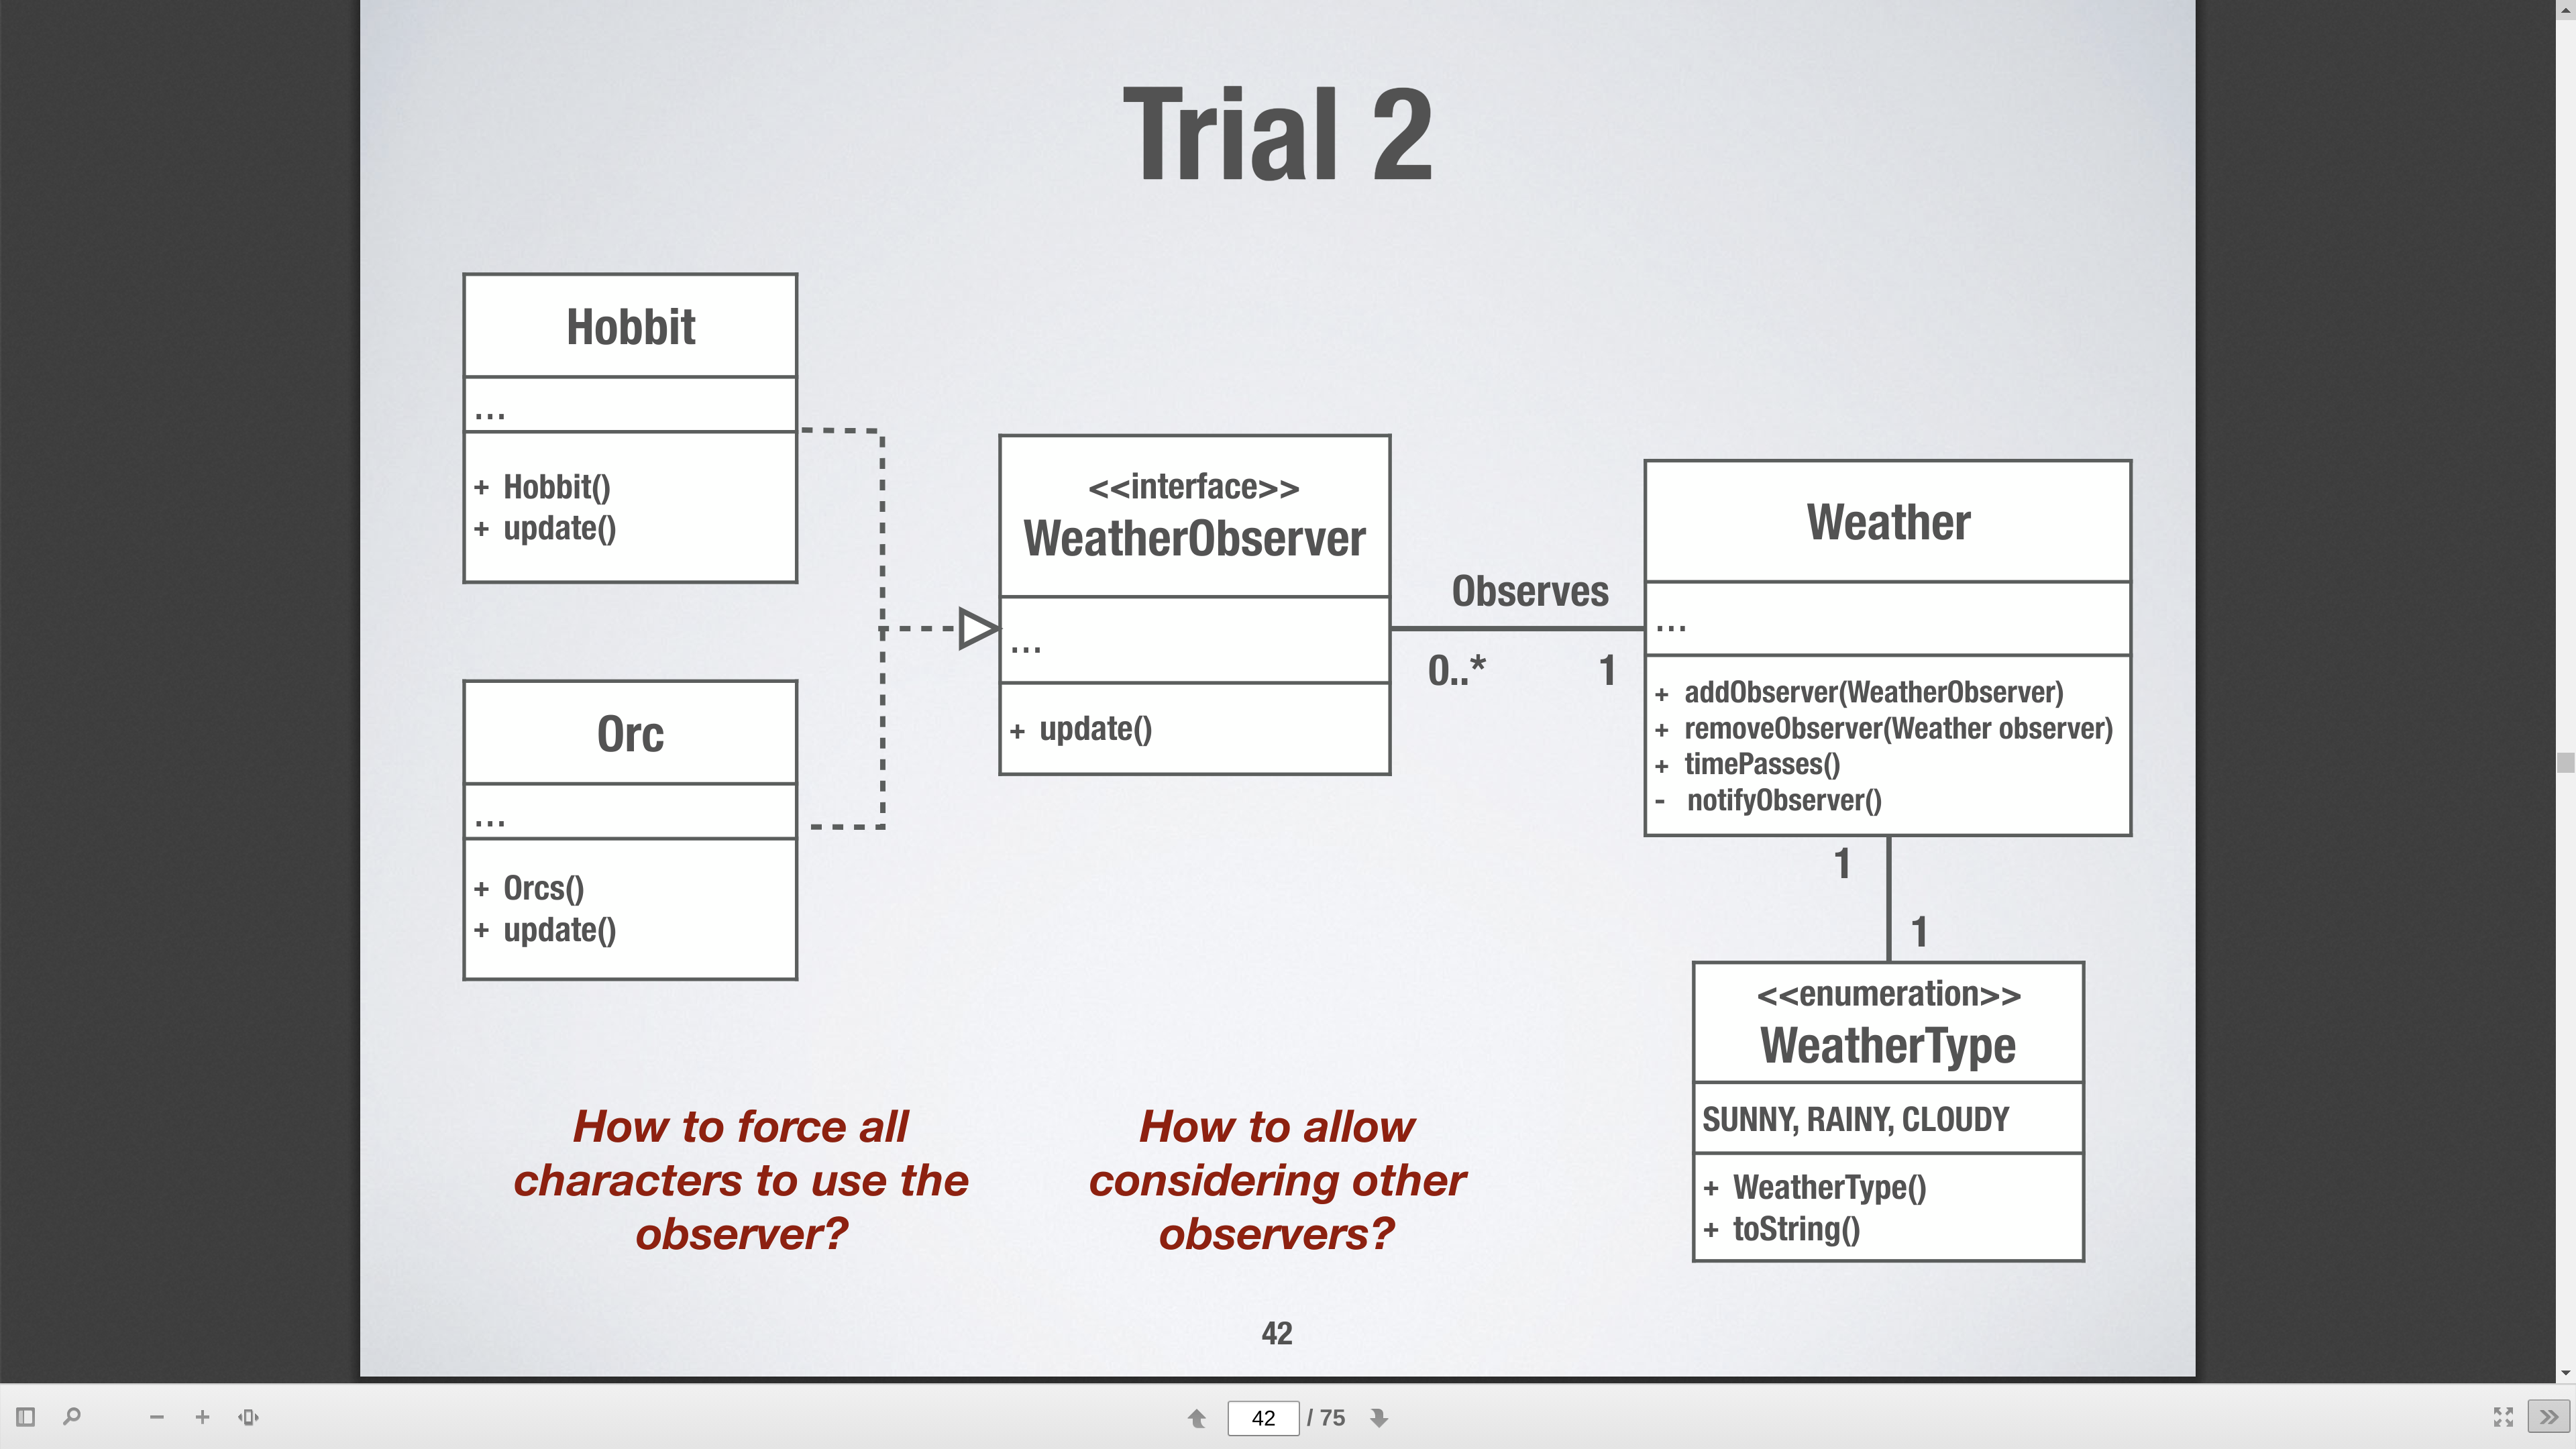 Trial 2
Hobbit
...
+ Hobbit()
+ update()
Orc
...
+ Orcs()
+ update()
<<interface>>
WeatherObserver
...
+ update()
Observes
0..* 1
Weather
...
+ addObserver(WeatherObserver)
+ removeObserver(Weather observer)
+ timePasses()
- notifyObserver()
1
1
<<enumeration>>
WeatherType
SUNNY, RAINY, CLOUDY
+ WeatherType()
+ toString()
How to force all
characters to use the
observer?
How to allow
considering other
observers?
42
42 / 75